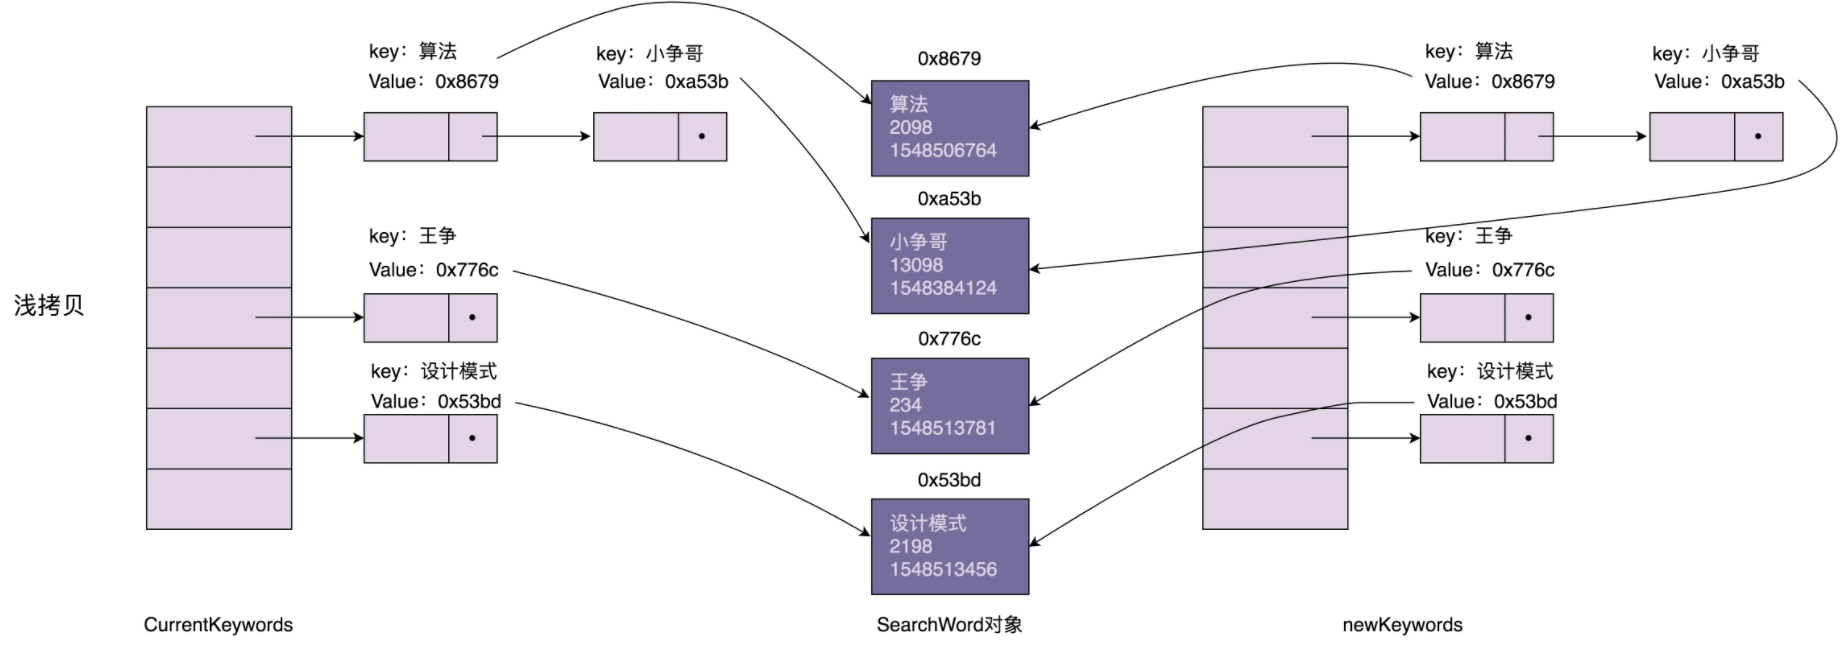 浅拷贝
key：算法
Value：0x8679
key：小争哥
Value：0xa53b
key：王争
Value：0x776c
key：设计模式
Value：0x53bd
CurrentKeywords
0x8679
算法
2098
1548506764
0xa53b
小争哥
13098
1548384124
0x776c
王争
234
1548513781
0x53bd
设计模式
2198
1548513456
SearchWord对象
key：算法
Value：0x8679
key：小争哥
Value：0xa53b
key：王争
Value：0x776c
key：设计模式
Value：0x53bd
newKeywords